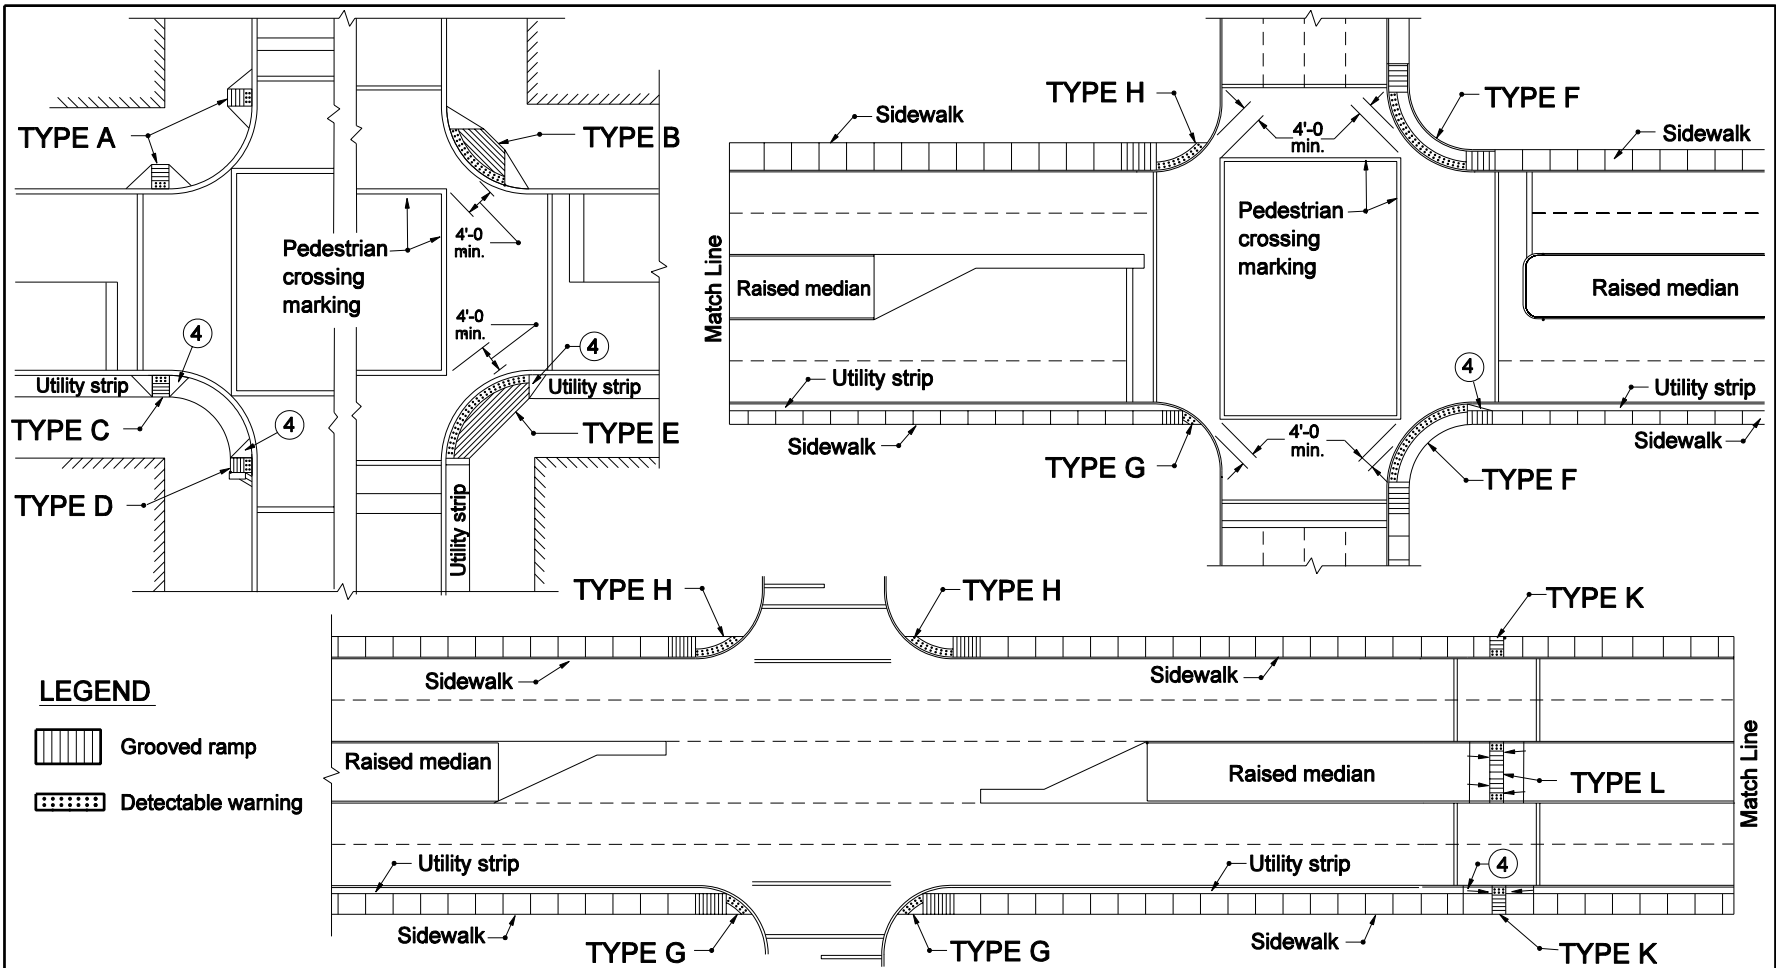 TYPE A
TYPE B
4'-0
min.
Pedestrian
crossing
marking
4'-0
min.
4
4
Utility strip
Utility strip
TYPE C
4
TYPE E
TYPE D
Utility strip
TYPE H
TYPE F
Sidewalk
4'-0
min.
Sidewalk
Pedestrian
crossing
marking
Match Line
Raised median
Raised median
4
Utility strip
Utility strip
Sidewalk
4'-0
min.
Sidewalk
TYPE G
TYPE F
TYPE H
TYPE H
TYPE K
Sidewalk
Sidewalk
LEGEND
Grooved ramp
Detectable warning
Raised median
Raised median
TYPE L
Match Line
Utility strip
Utility strip
4
Sidewalk
Sidewalk
TYPE G
TYPE G
TYPE K